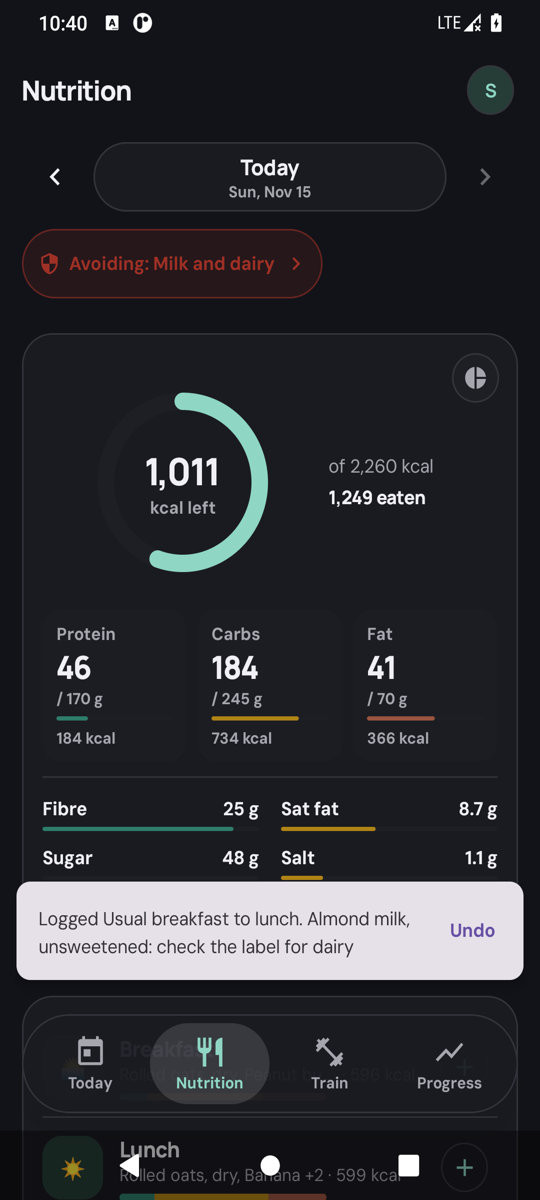 10:40
A
LTE
Nutrition
S
Today
Sun, Nov 15
Avoiding: Milk and dairy
1,011
kcal left
of 2,260 kcal
1,249 eaten
Protein
46
/ 170 g
184 kcal
Carbs
184
/ 245 g
734 kcal
Fat
41
/ 70 g
366 kcal
Fibre 25 g
Sat fat 8.7 g
Sugar 48 g
Salt 1.1 g
Logged Usual breakfast to lunch. Almond milk,
unsweetened: check the label for dairy
Undo
Today
Nutrition
Train
Progress
Lunch
Rolled oats, dry, Banana +2 · 599 kcal